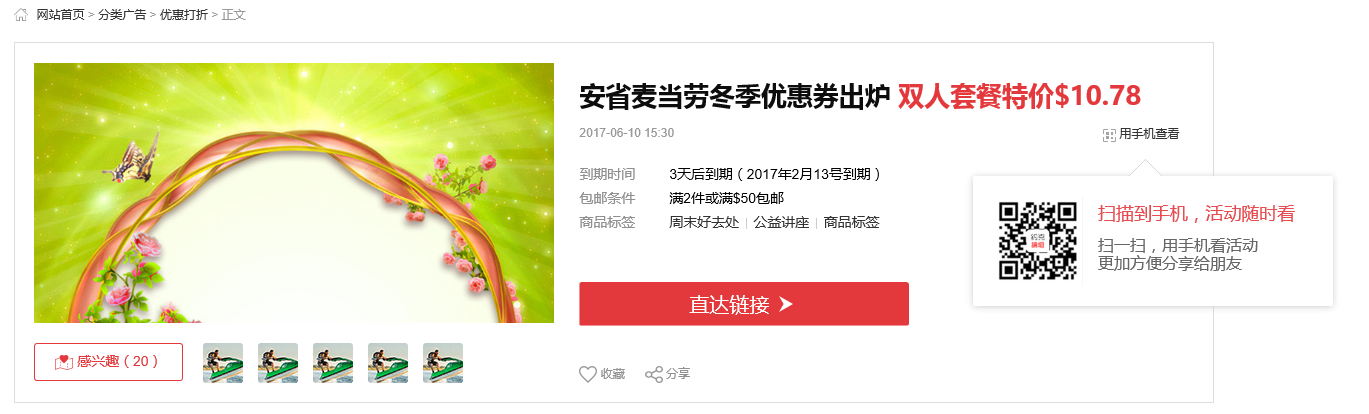 网站首页 > 分类广告 > 优惠打折 > 正文
安省麦当劳冬季优惠券出炉 双人套餐特价$10.78
2017-06-10 15:30
用手机查看
到期时间 3天后到期(2017年2月13号到期)
包邮条件 满2件或满$50包邮
商品标签 周末好去处 | 公益讲座 | 商品标签
扫描到手机,活动随时看
扫一扫,用手机看活动
更加方便分享给朋友
直达链接
感兴趣(20)
收藏 分享